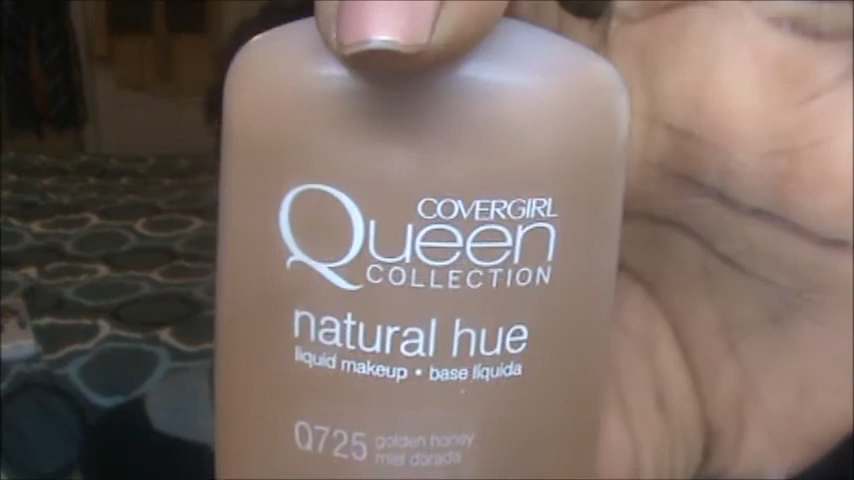 COVERGIRL
Queen
COLLECTION
natural hue
liquid makeup • base líquida
Q725 golden honey
miel dorada